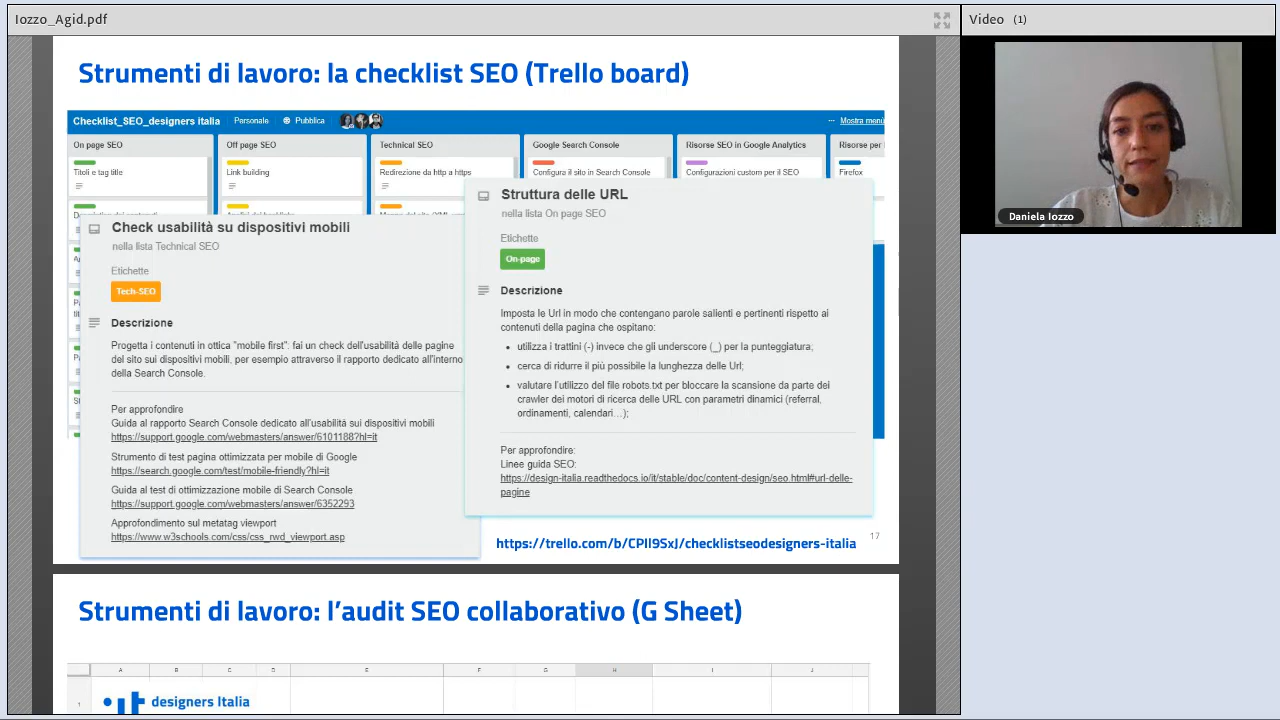 Iozzo_Agid.pdf
Video (1)
Daniela Iozzo
Strumenti di lavoro: la checklist SEO (Trello board)
Checklist_SEO_designers italia Personale Pubblica ··· Mostra menu
On page SEO
Off page SEO
Technical SEO
Google Search Console
Risorse SEO in Google Analytics
Risorse per
Titoli e tag title
Link building
Redirezione da http a https
Configura il sito in Search Console
Configurazioni custom per il SEO
Firefox
Check usabilità su dispositivi mobili
nella lista Technical SEO
Etichette
Tech-SEO
Descrizione
Progetta i contenuti in ottica "mobile first": fai un check dell'usabilità delle pagine
del sito sui dispositivi mobili, per esempio attraverso il rapporto dedicato all'interno
della Search Console.
Per approfondire
Guida al rapporto Search Console dedicato all'usabilità sui dispositivi mobili
https://support.google.com/webmasters/answer/6101188?hl=it
Strumento di test pagina ottimizzata per mobile di Google
https://search.google.com/test/mobile-friendly?hl=it
Guida al test di ottimizzazione mobile di Search Console
https://support.google.com/webmasters/answer/6352293
Approfondimento sul metatag viewport
https://www.w3schools.com/css/css_rwd_viewport.asp
Struttura delle URL
nella lista On page SEO
Etichette
On-page
Descrizione
Imposta le Url in modo che contengano parole salienti e pertinenti rispetto ai
contenuti della pagina che ospitano:
• utilizza i trattini (-) invece che gli underscore (_) per la punteggiatura;
• cerca di ridurre il più possibile la lunghezza delle Url;
• valutare l'utilizzo del file robots.txt per bloccare la scansione da parte dei
crawler dei motori di ricerca delle URL con parametri dinamici (referral,
ordinamenti, calendari…);
Per approfondire:
Linee guida SEO:
https://design-italia.readthedocs.io/it/stable/doc/content-design/seo.html#url-delle-
pagine
https://trello.com/b/CPIl9SxJ/checklistseodesigners-italia
17
Strumenti di lavoro: l'audit SEO collaborativo (G Sheet)
A B C D E F G H I J
1
designers Italia